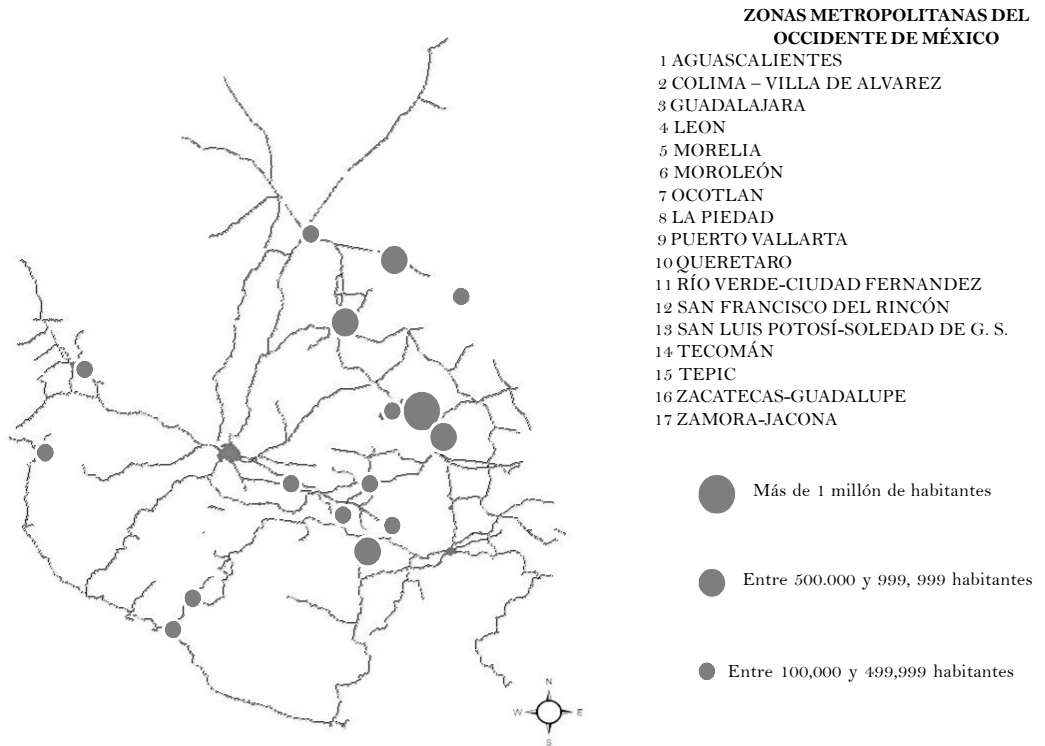 ZONAS METROPOLITANAS DEL
OCCIDENTE DE MÉXICO
1 AGUASCALIENTES
2 COLIMA – VILLA DE ALVAREZ
3 GUADALAJARA
4 LEON
5 MORELIA
6 MOROLEÓN
7 OCOTLAN
8 LA PIEDAD
9 PUERTO VALLARTA
10 QUERETARO
11 RÍO VERDE-CIUDAD FERNANDEZ
12 SAN FRANCISCO DEL RINCÓN
13 SAN LUIS POTOSÍ-SOLEDAD DE G. S.
14 TECOMÁN
15 TEPIC
16 ZACATECAS-GUADALUPE
17 ZAMORA-JACONA
Más de 1 millón de habitantes
Entre 500.000 y 999, 999 habitantes
Entre 100,000 y 499,999 habitantes
N
W E
S